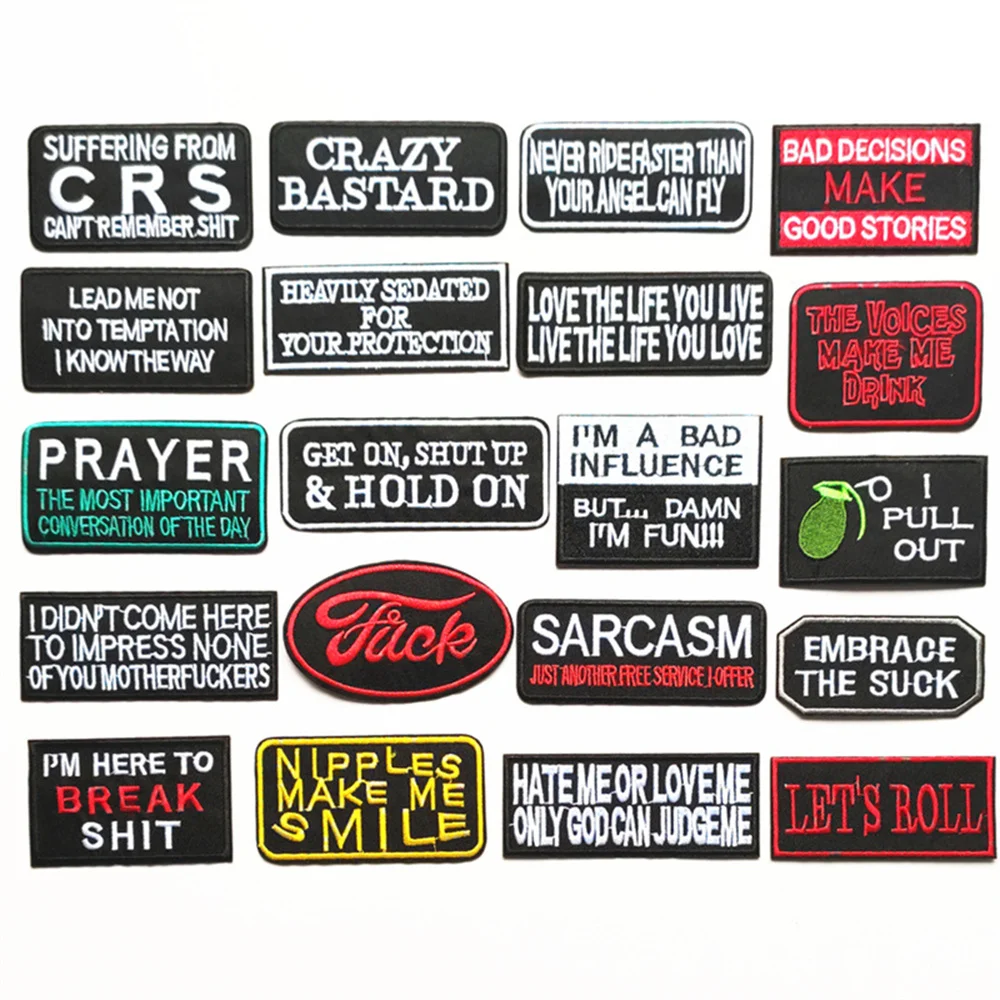 SUFFERING FROM
CRS
CAN'T REMEMBER SHIT
CRAZY
BASTARD
NEVER RIDE FASTER THAN
YOUR ANGEL CAN FLY
BAD DECISIONS
MAKE
GOOD STORIES
LEAD ME NOT
INTO TEMPTATION
I KNOW THE WAY
HEAVILY SEDATED
FOR
YOUR PROTECTION
LOVE THE LIFE YOU LIVE
LIVE THE LIFE YOU LOVE
THE VOICES
MAKE ME
DRINK
PRAYER
THE MOST IMPORTANT
CONVERSATION OF THE DAY
GET ON, SHUT UP
& HOLD ON
I'M A BAD
INFLUENCE
BUT... DAMN
I'M FUN!!!
I
PULL
OUT
I DIDN'T COME HERE
TO IMPRESS NONE
OF YOU MOTHERFUCKERS
Fuck
SARCASM
JUST ANOTHER FREE SERVICE I OFFER
EMBRACE
THE SUCK
I'M HERE TO
BREAK
SHIT
NIPPLES
MAKE ME
SMILE
HATE ME OR LOVE ME
ONLY GOD CAN JUDGE ME
LET'S ROLL